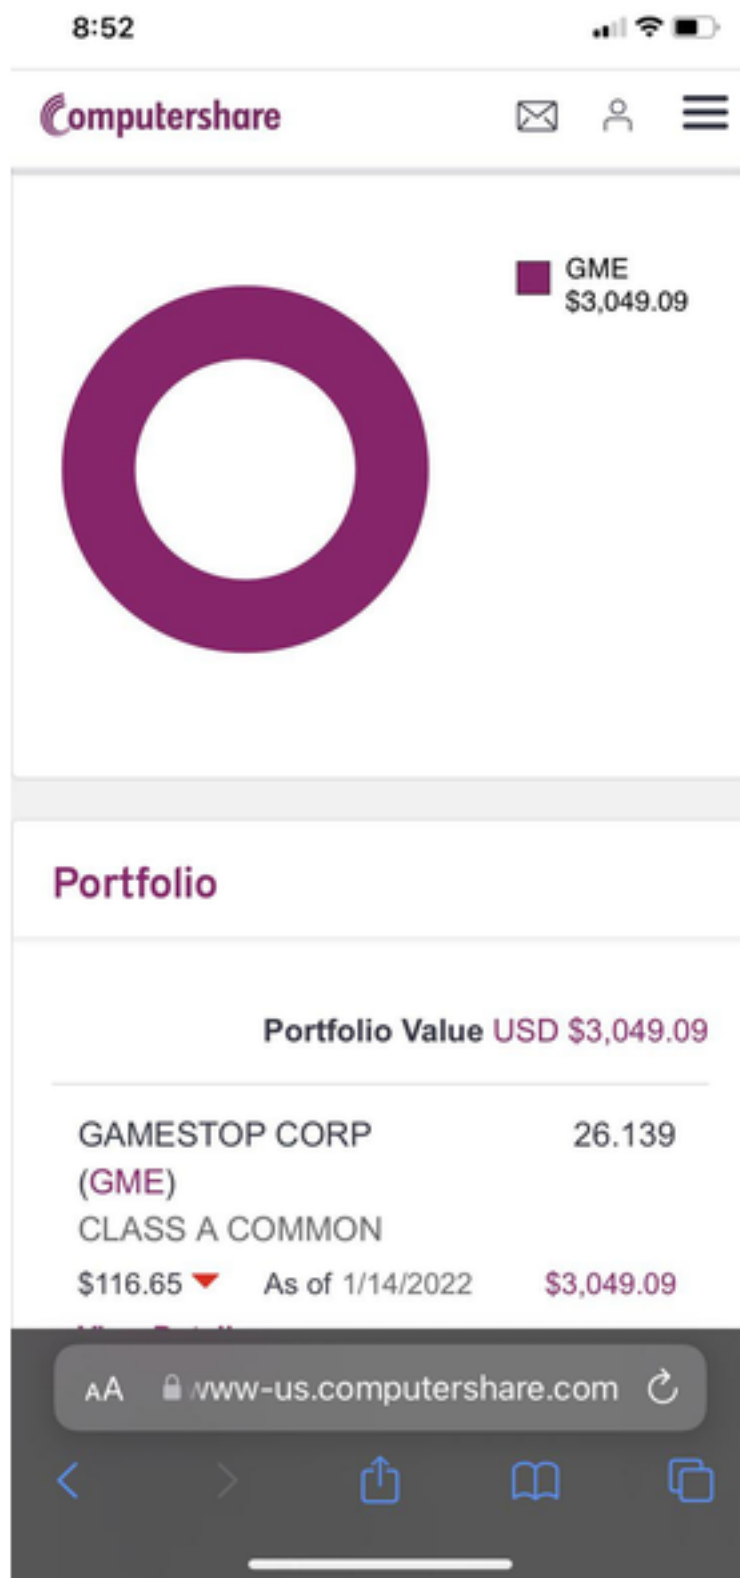 8:52
Computershare
GME
$3,049.09
Portfolio
Portfolio Value USD $3,049.09
GAMESTOP CORP 26.139
(GME)
CLASS A COMMON
$116.65 As of 1/14/2022 $3,049.09
AA www-us.computershare.com